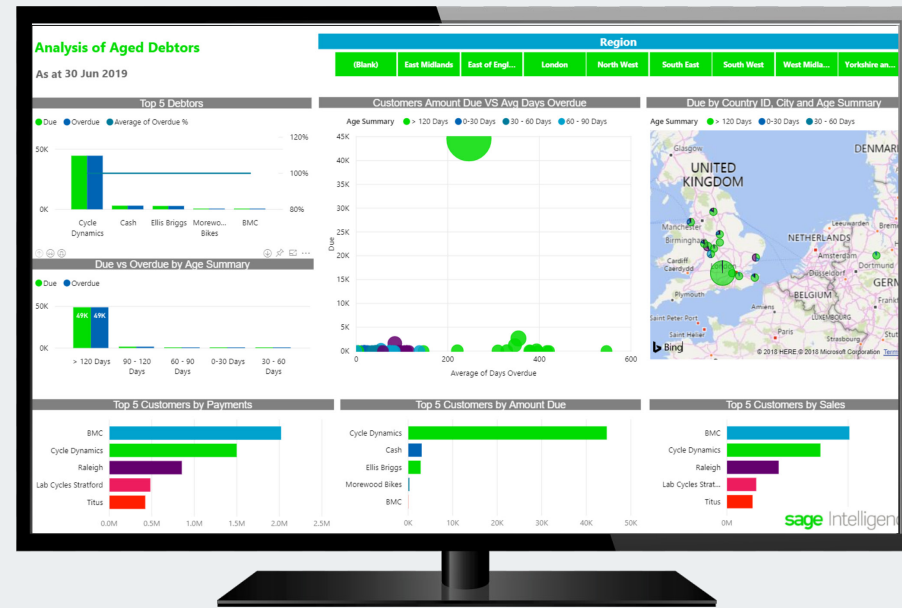 Analysis of Aged Debtors
As at 30 Jun 2019
Region
(Blank) East Midlands East of Engl... London North West South East South West West Midla... Yorkshire an...
Top 5 Debtors
Due Overdue Average of Overdue %
120%
50K
100%
0K
80%
Cycle Dynamics Cash Ellis Briggs Morewo... Bikes BMC
Customers Amount Due VS Avg Days Overdue
Age Summary > 120 Days 0-30 Days 30 - 60 Days 60 - 90 Days
45K
40K
35K
30K
25K
20K
15K
10K
5K
0K
Due
0 200 400 600
Average of Days Overdue
Due by Country ID, City and Age Summary
Age Summary > 120 Days 0-30 Days 30 - 60 Days
Glasgow
DENMAR
UNITED
KINGDOM
Manchester
Leeuwarden
Brem
Birmingham
NETHERLANDS
Amsterdam
Cardiff
Caerdydd
Dortmund
Düsseldorf
GERM
Plymouth
BELGIUM
Frankf
Amiens
LUXEMBOURG
Saint Peter Port
Saint Helier
Paris
Strasbourg
Stut
Bing
© 2018 HERE © 2018 Microsoft Corporation Terms
Due vs Overdue by Age Summary
Due Overdue
50K
49K 49K
0K
> 120 Days 90 - 120 Days 60 - 90 Days 0-30 Days 30 - 60 Days
Top 5 Customers by Payments
BMC
Cycle Dynamics
Raleigh
Lab Cycles Stratford
Titus
0.0M 0.5M 1.0M 1.5M 2.0M 2.5M
Top 5 Customers by Amount Due
Cycle Dynamics
Cash
Ellis Briggs
Morewood Bikes
BMC
0K 10K 20K 30K 40K 50K
Top 5 Customers by Sales
BMC
Cycle Dynamics
Raleigh
Lab Cycles Strat...
Titus
0M
sage Intelligenc